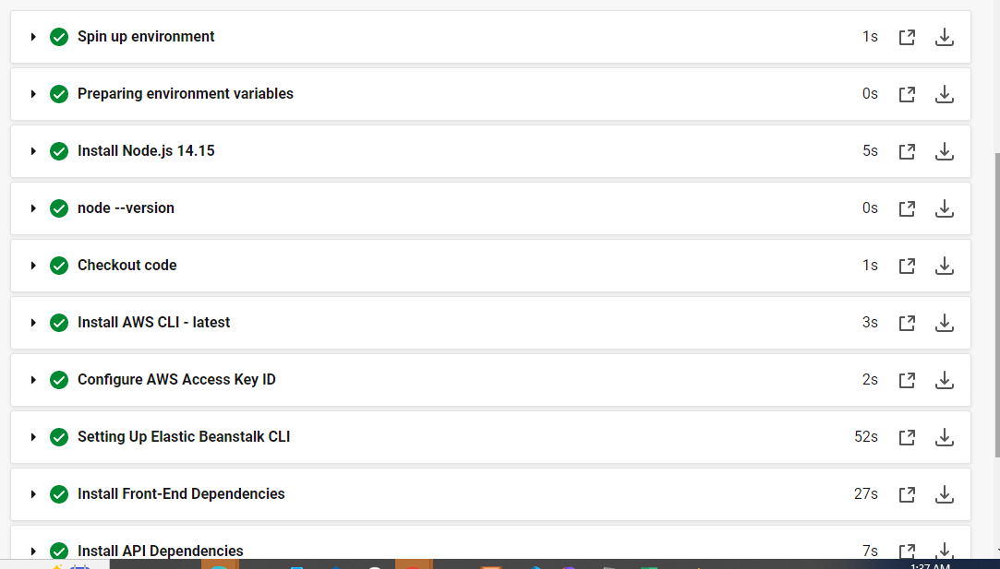 Spin up environment 1s
Preparing environment variables 0s
Install Node.js 14.15 5s
node --version 0s
Checkout code 1s
Install AWS CLI - latest 3s
Configure AWS Access Key ID 2s
Setting Up Elastic Beanstalk CLI 52s
Install Front-End Dependencies 27s
Install API Dependencies 7s
1:37 AM